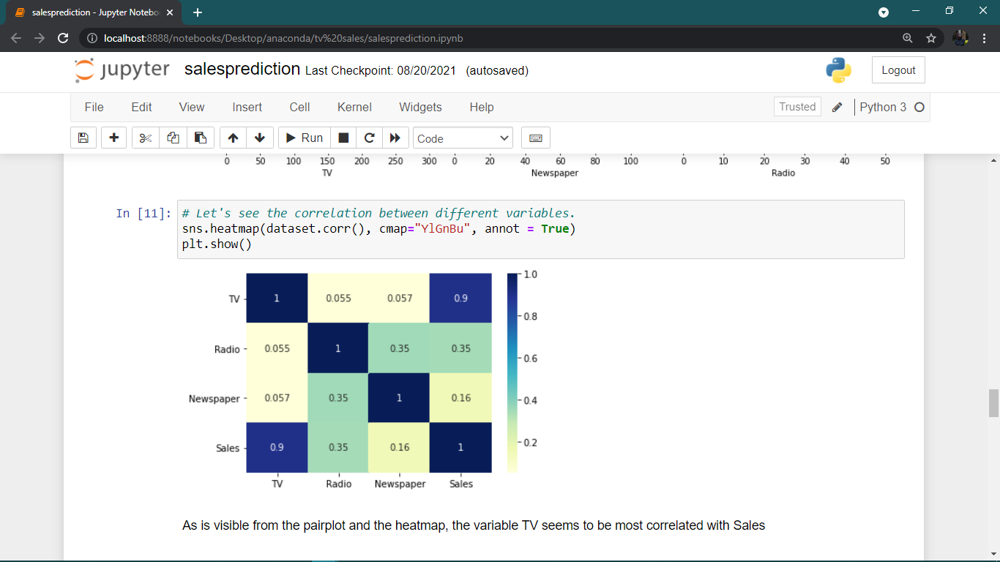 salesprediction - Jupyter Notebo
localhost:8888/notebooks/Desktop/anaconda/tv%20sales/salesprediction.ipynb
jupyter salesprediction Last Checkpoint: 08/20/2021 (autosaved)
Logout
File Edit View Insert Cell Kernel Widgets Help
Trusted Python 3
Run Code
0 50 100 150 200 250 300 0 20 40 60 80 100 0 10 20 30 40 50
TV Newspaper Radio
In [11]: # Let's see the correlation between different variables.
sns.heatmap(dataset.corr(), cmap="YlGnBu", annot = True)
plt.show()
1.0
TV 1 0.055 0.057 0.9
0.8
Radio 0.055 1 0.35 0.35
0.6
Newspaper 0.057 0.35 1 0.16
0.4
Sales 0.9 0.35 0.16 1
0.2
TV Radio Newspaper Sales
As is visible from the pairplot and the heatmap, the variable TV seems to be most correlated with Sales